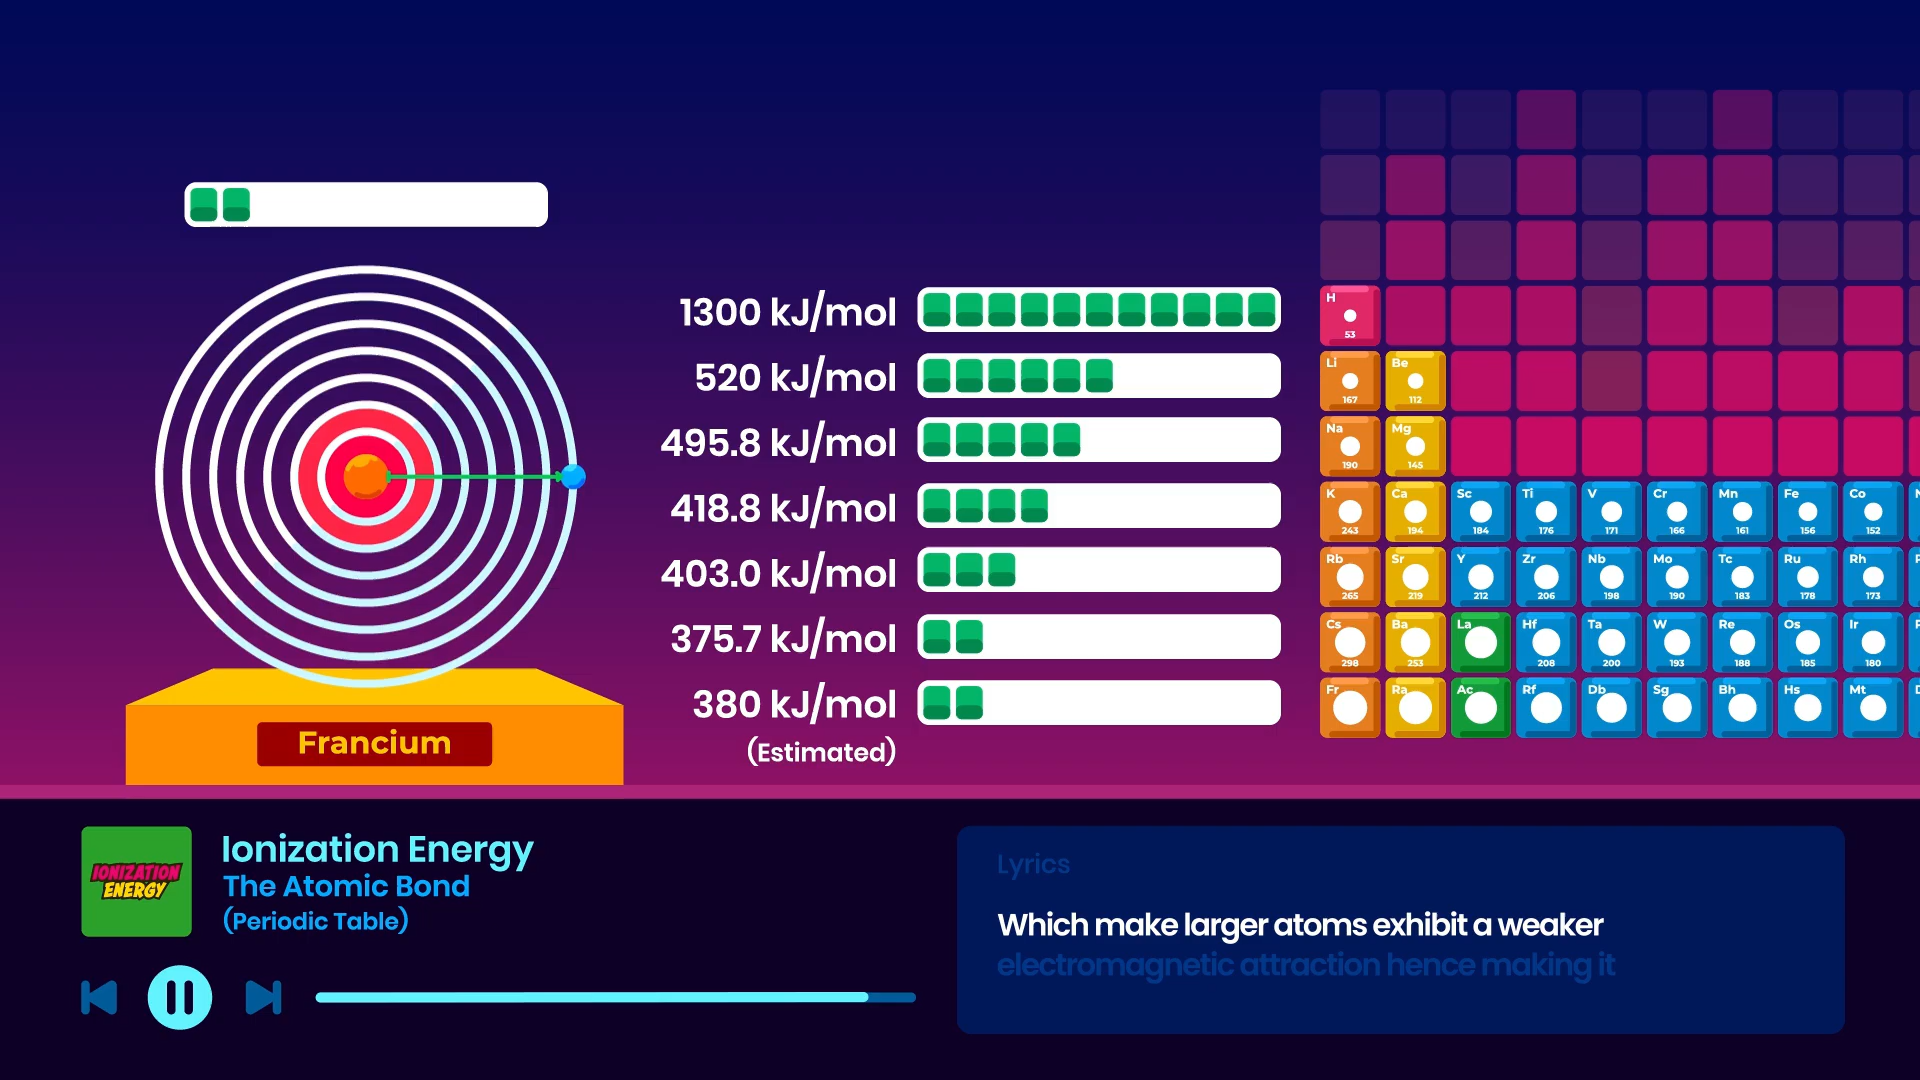 1300 kJ/mol
520 kJ/mol
495.8 kJ/mol
418.8 kJ/mol
403.0 kJ/mol
375.7 kJ/mol
380 kJ/mol
(Estimated)
H
53
Li Be
167 112
Na Mg
190 145
K Ca Sc Ti V Cr Mn Fe Co
243 194 184 176 171 166 161 156 152
Rb Sr Y Zr Nb Mo Tc Ru Rh
265 219 212 206 198 190 183 178 173
Cs Ba La Hf Ta W Re Os Ir
298 253 208 200 193 188 185 180
Fr Ra Ac Rf Db Sg Bh Hs Mt
Francium
IONIZATION
ENERGY
Ionization Energy
The Atomic Bond
(Periodic Table)
Lyrics
Which make larger atoms exhibit a weaker
electromagnetic attraction hence making it